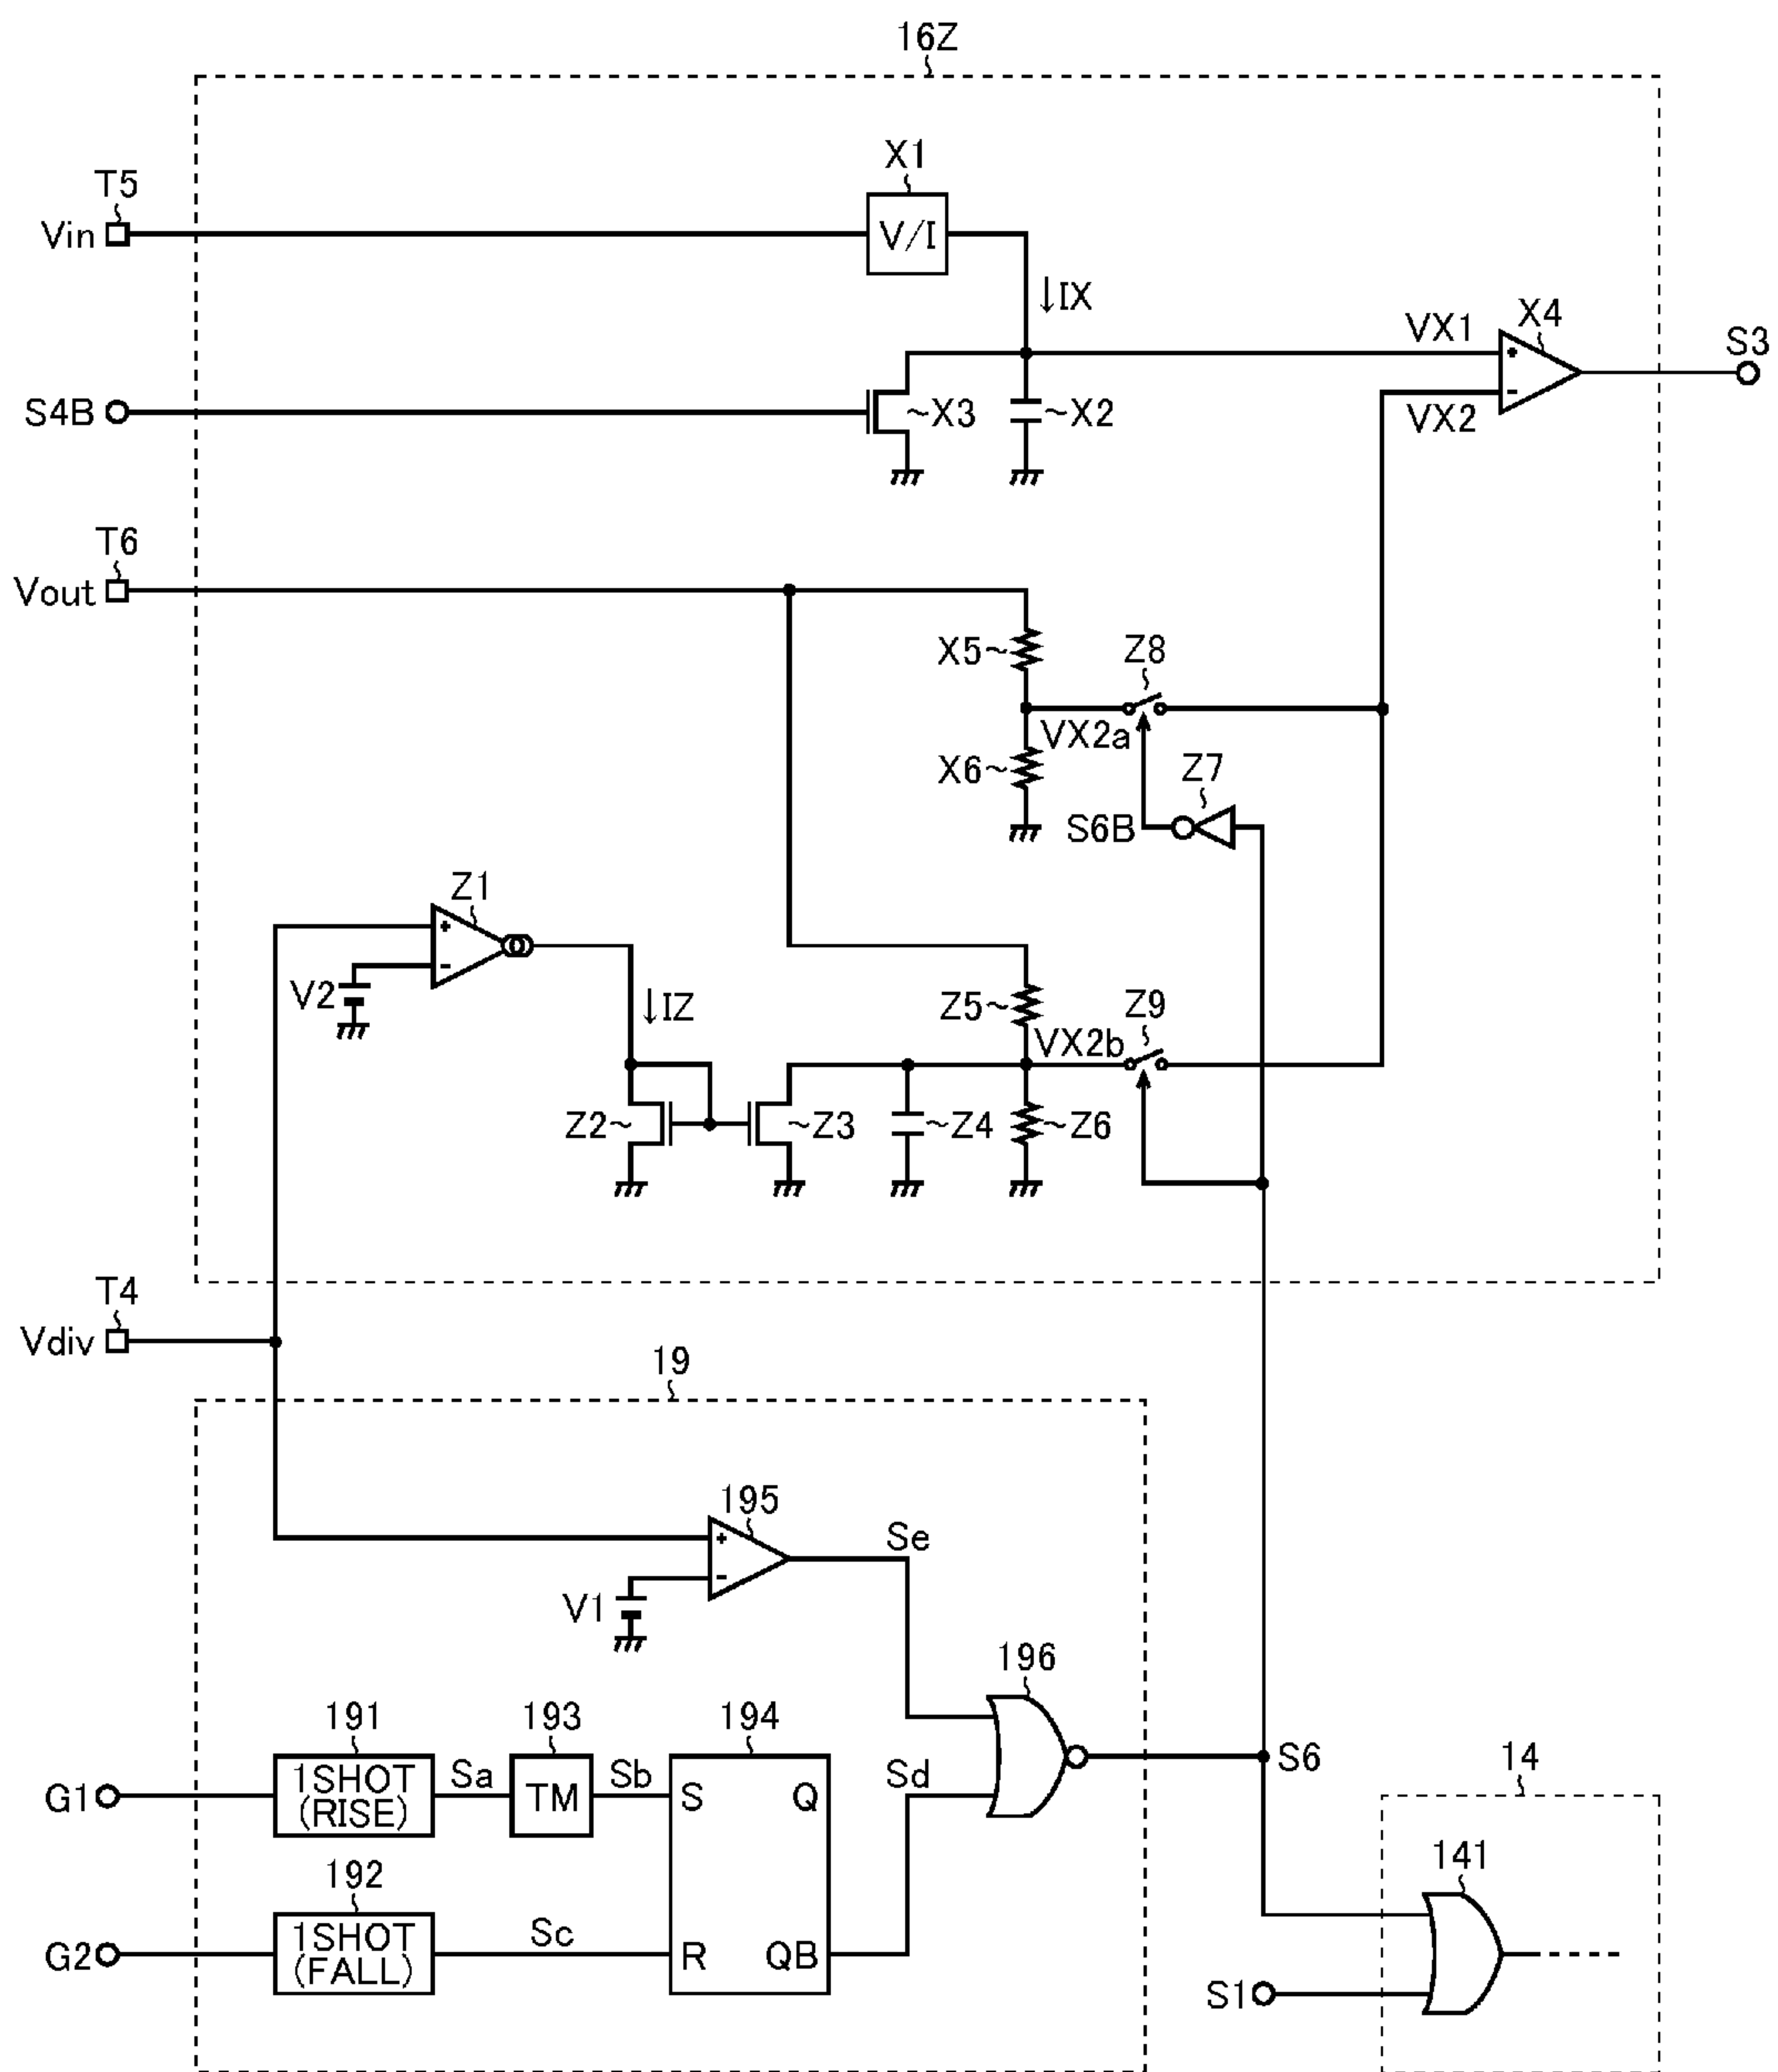 16Z
X1
T5
Vin
V/I
↓IX
VX1
X4
S3
S4B
~X3
~X2
VX2
T6
Vout
X5~
Z8
VX2a
X6~
Z7
S6B
Z1
V2
↓IZ
Z5~
Z9
VX2b
Z2~
~Z3
~Z4
~Z6
T4
Vdiv
19
195
Se
V1
196
191
193
194
G1
1SHOT
(RISE)
Sa
TM
Sb
S
Q
Sd
S6
14
192
141
G2
1SHOT
(FALL)
Sc
R
QB
S1